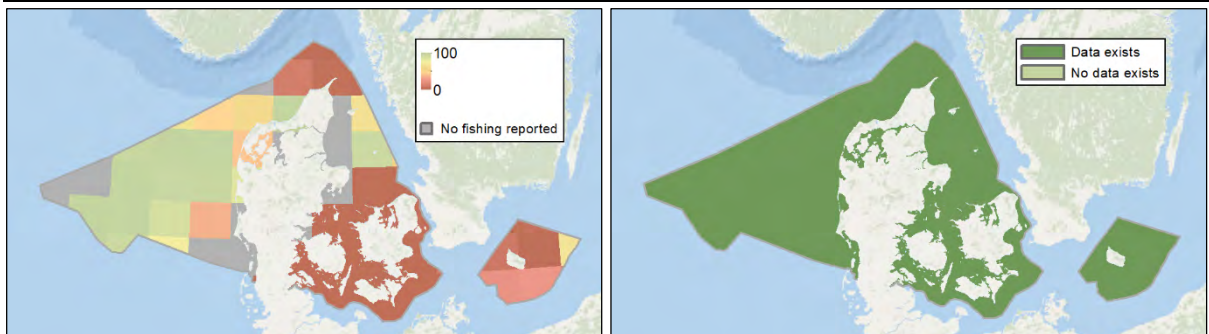 100
0
No fishing reported
Data exists
No data exists